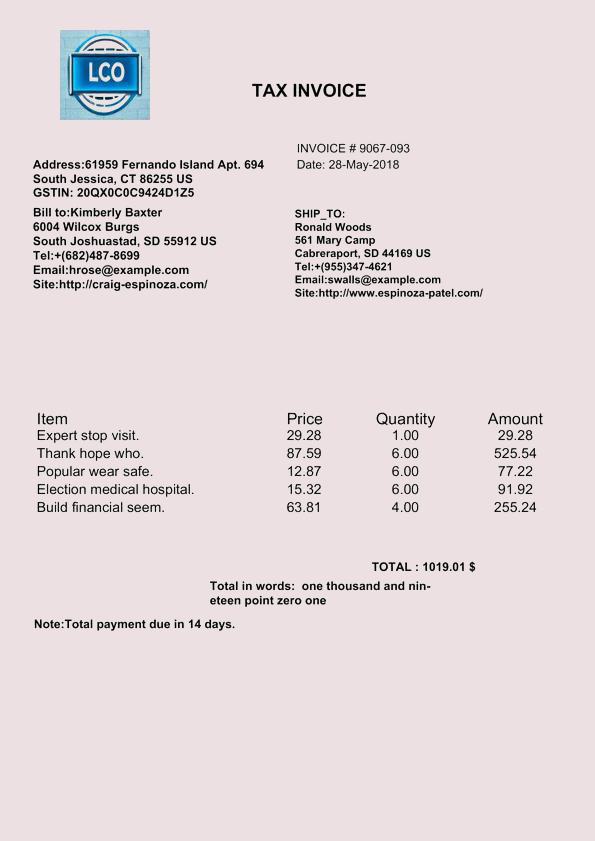 LCO
TAX INVOICE
INVOICE # 9067-093
Date: 28-May-2018
Address:61959 Fernando Island Apt. 694
South Jessica, CT 86255 US
GSTIN: 20QX0C0C9424D1Z5
Bill to:Kimberly Baxter
6004 Wilcox Burgs
South Joshuastad, SD 55912 US
Tel:+(682)487-8699
Email:hrose@example.com
Site:http://craig-espinoza.com/
SHIP_TO:
Ronald Woods
561 Mary Camp
Cabreraport, SD 44169 US
Tel:+(955)347-4621
Email:swalls@example.com
Site:http://www.espinoza-patel.com/
Item Price Quantity Amount
Expert stop visit. 29.28 1.00 29.28
Thank hope who. 87.59 6.00 525.54
Popular wear safe. 12.87 6.00 77.22
Election medical hospital. 15.32 6.00 91.92
Build financial seem. 63.81 4.00 255.24
TOTAL : 1019.01 $
Total in words:  one thousand and nin-
eteen point zero one
Note:Total payment due in 14 days.